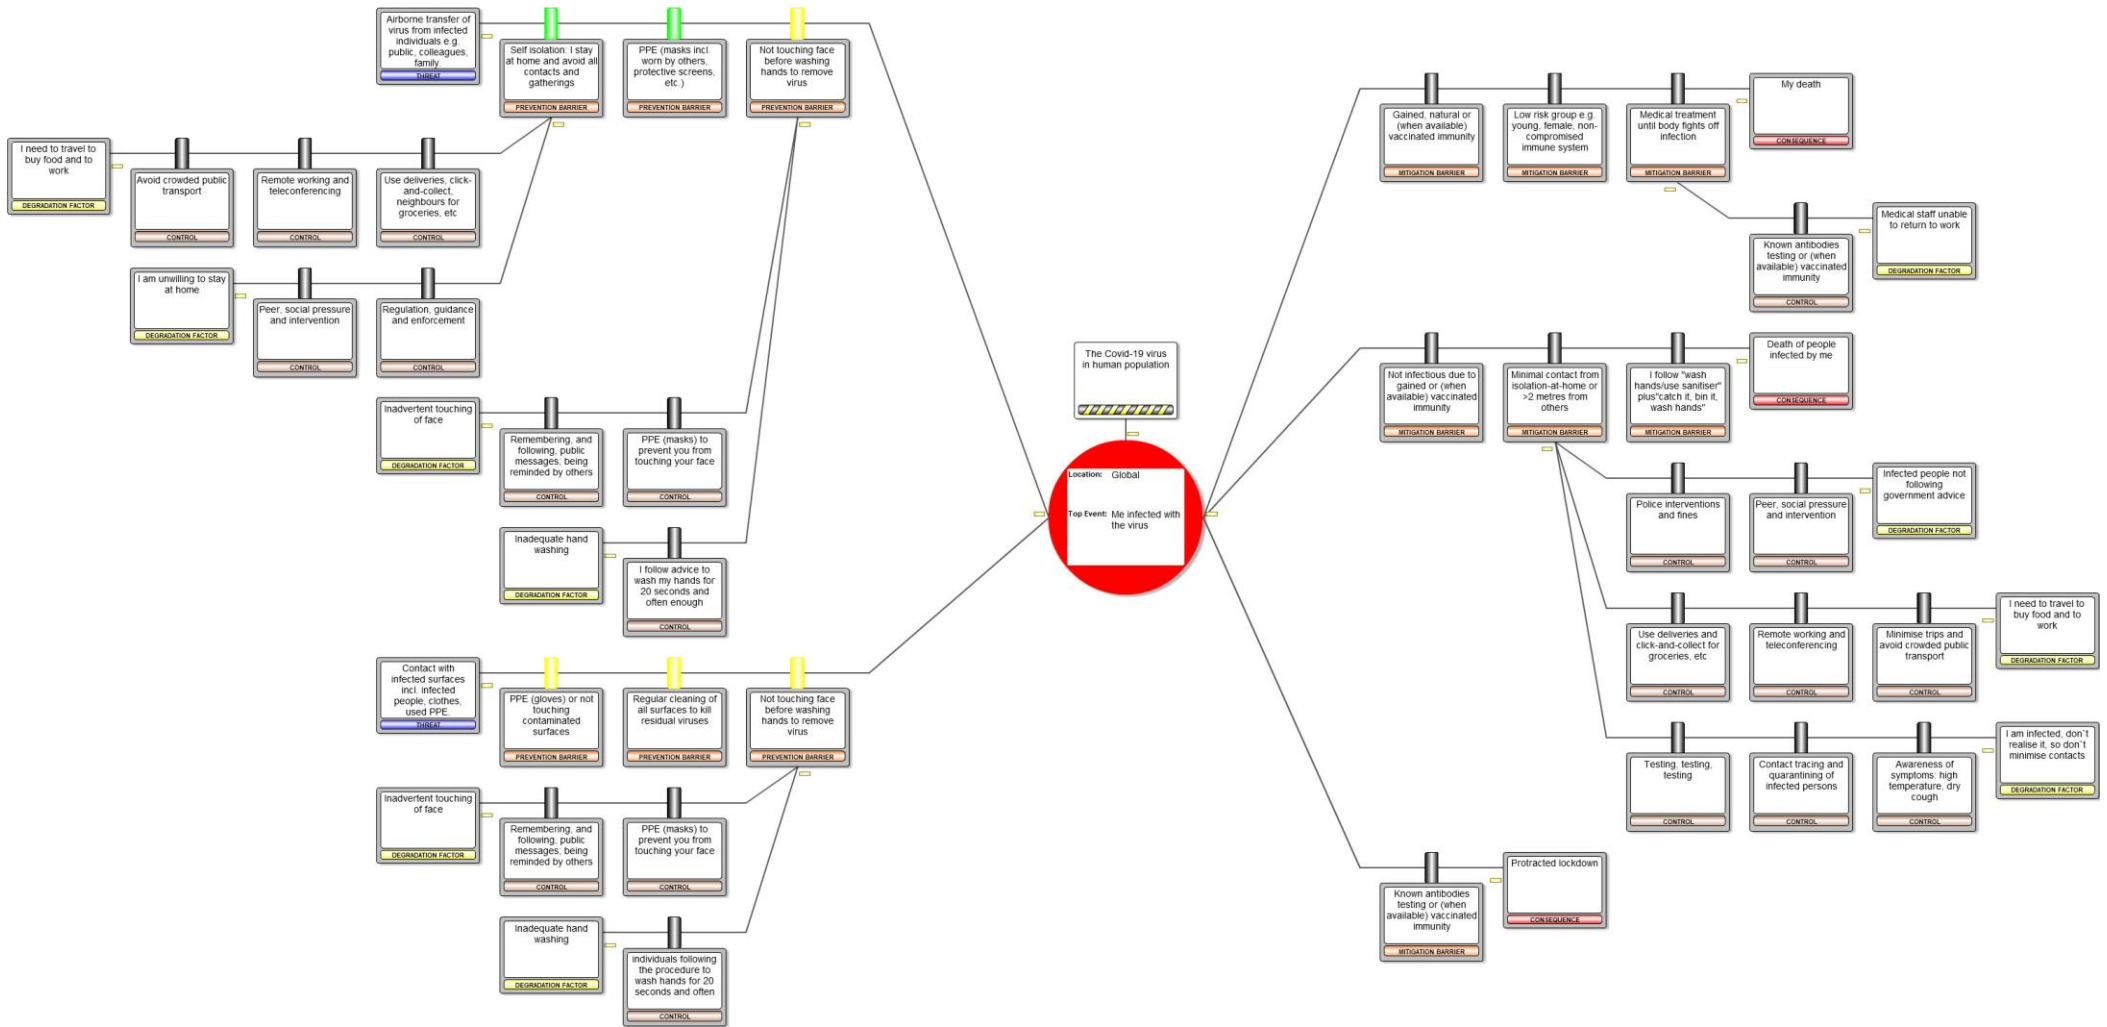 Airborne transfer of
virus from infected
individuals e.g.
public, colleagues,
family.
THREAT
Self isolation: I stay
at home and avoid all
contacts and
gatherings
PREVENTION BARRIER
PPE (masks incl.
worn by others,
protective screens,
etc.)
PREVENTION BARRIER
Not touching face
before washing
hands to remove
virus
PREVENTION BARRIER
I need to travel to
buy food and to
work
DEGRADATION FACTOR
Avoid crowded public
transport
CONTROL
Remote working and
teleconferencing
CONTROL
Use deliveries, click-
and-collect,
neighbours for
groceries, etc
CONTROL
I am unwilling to stay
at home
DEGRADATION FACTOR
Peer, social pressure
and intervention
CONTROL
Regulation, guidance
and enforcement
CONTROL
Inadvertent touching
of face
DEGRADATION FACTOR
Remembering, and
following, public
messages; being
reminded by others
CONTROL
PPE (masks) to
prevent you from
touching your face
CONTROL
Inadequate hand
washing
DEGRADATION FACTOR
I follow advice to
wash my hands for
20 seconds and
often enough
CONTROL
Contact with
infected surfaces
incl. infected
people, clothes,
used PPE.
THREAT
PPE (gloves) or not
touching
contaminated
surfaces
PREVENTION BARRIER
Regular cleaning of
all surfaces to kill
residual viruses
PREVENTION BARRIER
Not touching face
before washing
hands to remove
virus
PREVENTION BARRIER
Inadvertent touching
of face
DEGRADATION FACTOR
Remembering, and
following, public
messages; being
reminded by others
CONTROL
PPE (masks) to
prevent you from
touching your face
CONTROL
Inadequate hand
washing
DEGRADATION FACTOR
individuals following
the procedure to
wash hands for 20
seconds and often
CONTROL
The Covid-19 virus
in human population
Location: Global
Top Event: Me infected with
the virus
Gained, natural or
(when available)
vaccinated immunity
MITIGATION BARRIER
Low risk group e.g.
young, female, non-
compromised
immune system
MITIGATION BARRIER
Medical treatment
until body fights off
infection
MITIGATION BARRIER
My death
CONSEQUENCE
Known antibodies
testing or (when
available) vaccinated
immunity
CONTROL
Medical staff unable
to return to work
DEGRADATION FACTOR
Not infectious due to
gained or (when
available) vaccinated
immunity
MITIGATION BARRIER
Minimal contact from
isolation-at-home or
>2 metres from
others
MITIGATION BARRIER
I follow "wash
hands/use sanitiser"
plus"catch it, bin it,
wash hands"
MITIGATION BARRIER
Death of people
infected by me
CONSEQUENCE
Police interventions
and fines
CONTROL
Peer, social pressure
and intervention
CONTROL
Infected people not
following
government advice
DEGRADATION FACTOR
Use deliveries and
click-and-collect for
groceries, etc
CONTROL
Remote working and
teleconferencing
CONTROL
Minimise trips and
avoid crowded public
transport
CONTROL
I need to travel to
buy food and to
work
DEGRADATION FACTOR
Testing, testing,
testing
CONTROL
Contact tracing and
quarantining of
infected persons
CONTROL
Awareness of
symptoms: high
temperature, dry
cough
CONTROL
I am infected, don`t
realise it, so don`t
minimise contacts
DEGRADATION FACTOR
Known antibodies
testing or (when
available) vaccinated
immunity
MITIGATION BARRIER
Protracted lockdown
CONSEQUENCE